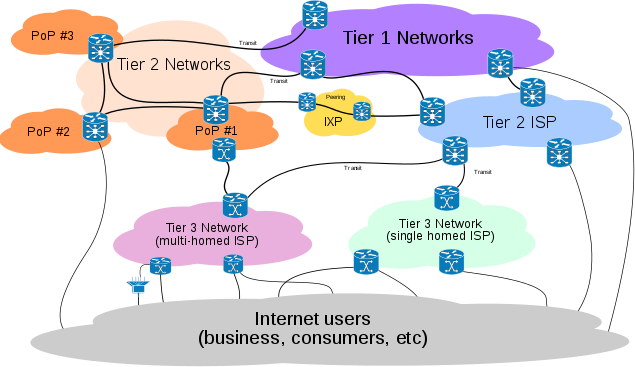 PoP #3
Transit
Tier 1 Networks
Tier 2 Networks
Transit
Peering
IXP
Tier 2 ISP
PoP #2
PoP #1
Transit
Transit
Tier 3 Network
(multi-homed ISP)
Tier 3 Network
(single homed ISP)
Internet users
(business, consumers, etc)